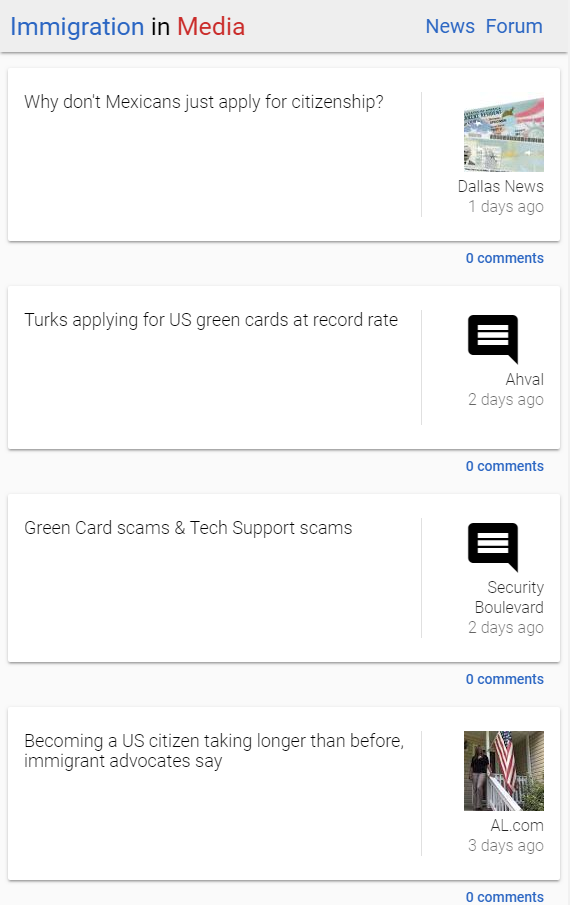 Immigration in Media
News Forum
Why don't Mexicans just apply for citizenship?
Dallas News
1 days ago
0 comments
Turks applying for US green cards at record rate
Ahval
2 days ago
0 comments
Green Card scams & Tech Support scams
Security
Boulevard
2 days ago
0 comments
Becoming a US citizen taking longer than before,
immigrant advocates say
AL.com
3 days ago
0 comments